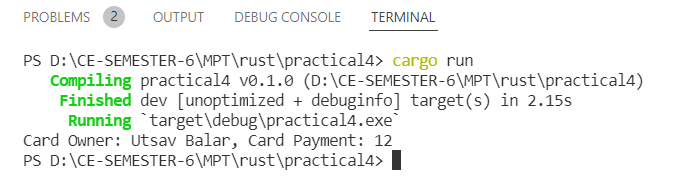 PROBLEMS 2 OUTPUT DEBUG CONSOLE TERMINAL
PS D:\CE-SEMESTER-6\MPT\rust\practical4> cargo run
   Compiling practical4 v0.1.0 (D:\CE-SEMESTER-6\MPT\rust\practical4)
    Finished dev [unoptimized + debuginfo] target(s) in 2.15s
     Running `target\debug\practical4.exe`
Card Owner: Utsav Balar, Card Payment: 12
PS D:\CE-SEMESTER-6\MPT\rust\practical4>